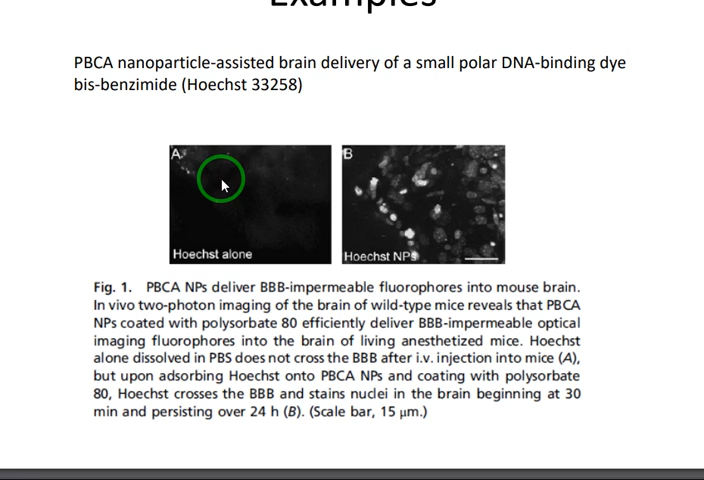 Examples
PBCA nanoparticle-assisted brain delivery of a small polar DNA-binding dye
bis-benzimide (Hoechst 33258)
A
B
Hoechst alone
Hoechst NPs
Fig. 1. PBCA NPs deliver BBB-impermeable fluorophores into mouse brain.
In vivo two-photon imaging of the brain of wild-type mice reveals that PBCA
NPs coated with polysorbate 80 efficiently deliver BBB-impermeable optical
imaging fluorophores into the brain of living anesthetized mice. Hoechst
alone dissolved in PBS does not cross the BBB after i.v. injection into mice (A),
but upon adsorbing Hoechst onto PBCA NPs and coating with polysorbate
80, Hoechst crosses the BBB and stains nuclei in the brain beginning at 30
min and persisting over 24 h (B). (Scale bar, 15 μm.)